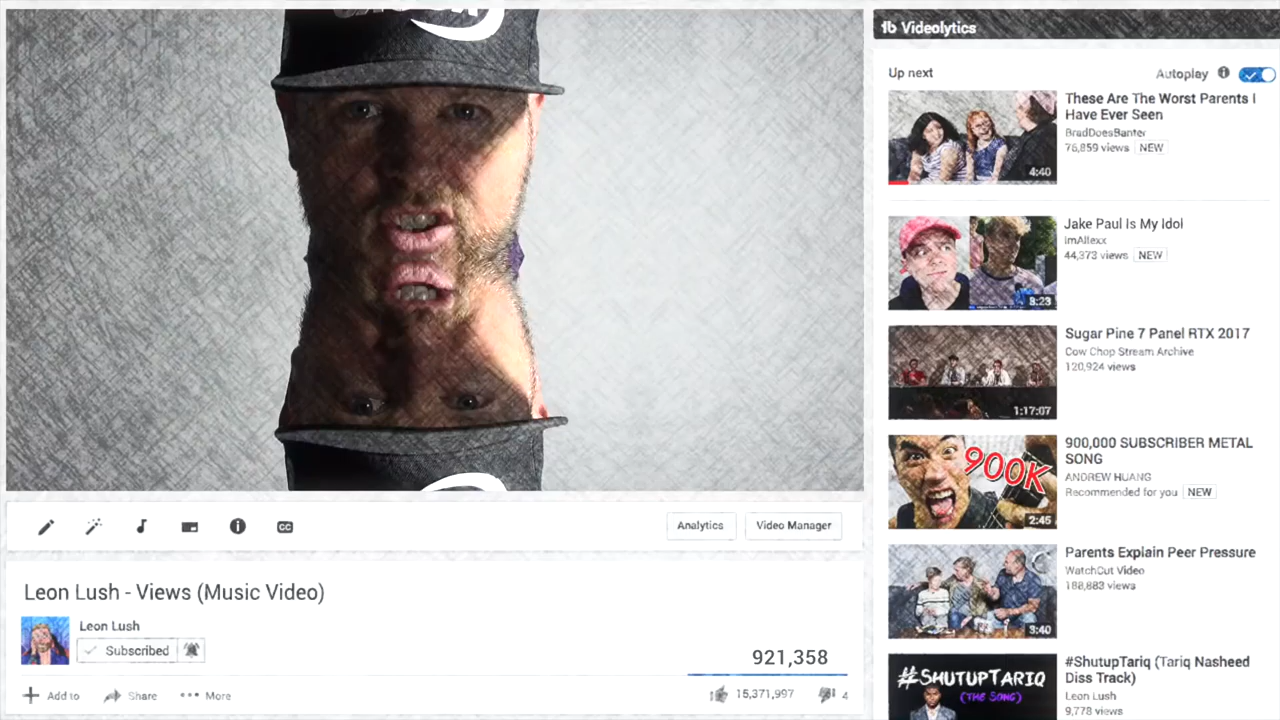 tb Videolytics
Up next
Autoplay
These Are The Worst Parents I
Have Ever Seen
BradDoesBanter
76,859 views NEW
4:40
Jake Paul Is My Idol
ImAllexx
44,373 views NEW
8:23
Sugar Pine 7 Panel RTX 2017
Cow Chop Stream Archive
120,924 views
1:17:07
900,000 SUBSCRIBER METAL
SONG
ANDREW HUANG
Recommended for you NEW
900K
2:45
Parents Explain Peer Pressure
WatchCut Video
188,883 views
3:40
#ShutupTariq (Tariq Nasheed
Diss Track)
Leon Lush
9,778 views
#SHUTUPTARIQ
(THE SONG)
CC
Analytics
Video Manager
Leon Lush - Views (Music Video)
Leon Lush
Subscribed
921,358
Add to
Share
More
15,371,997
4